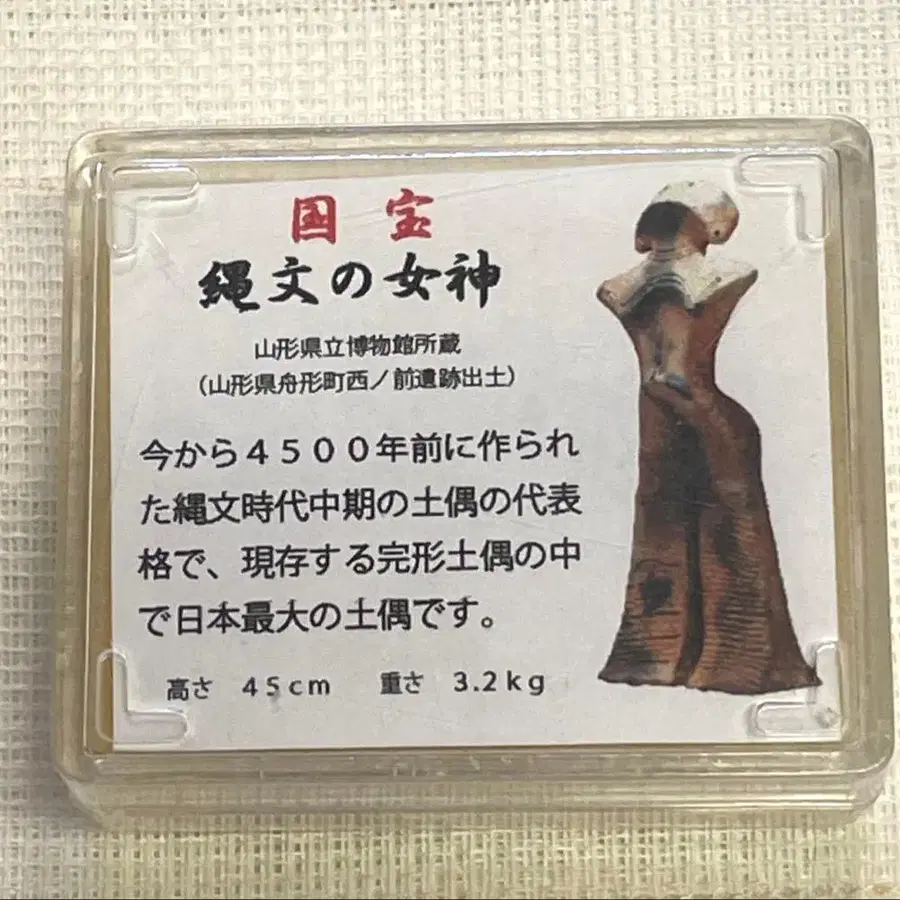 国宝
縄文の女神
山形県立博物館所蔵
(山形県舟形町西ノ前遺跡出土)
今から4500年前に作られ
た縄文時代中期の土偶の代表
格で、現存する完形土偶の中
で日本最大の土偶です。
高さ 45cm 重さ 3.2kg